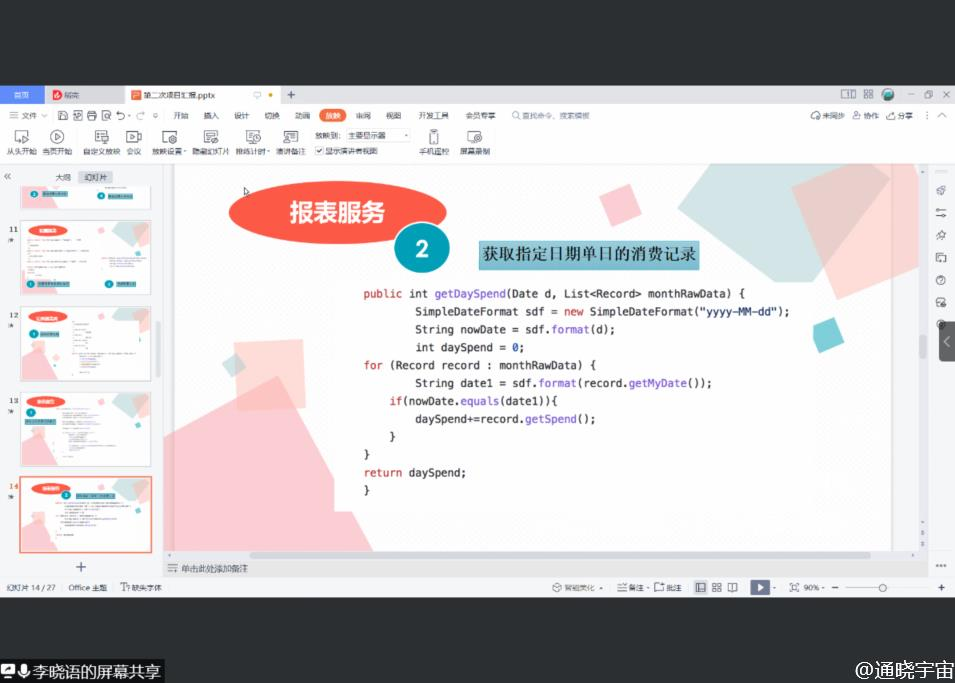 首页
稻壳
第二次项目汇报.pptx
文件
开始
插入
设计
切换
动画
放映
审阅
视图
开发工具
会员专享
查找命令、搜索模板
未同步
协作
分享
从头开始
当页开始
自定义放映
会议
放映设置
隐藏幻灯片
排练计时
演讲备注
放映到:
主要显示器
显示演讲者视图
手机遥控
屏幕录制
大纲
幻灯片
11
12
13
14
报表服务
2
获取指定日期单日的消费记录
public int getDaySpend(Date d, List<Record> monthRawData) {
SimpleDateFormat sdf = new SimpleDateFormat("yyyy-MM-dd");
String nowDate = sdf.format(d);
int daySpend = 0;
for (Record record : monthRawData) {
String date1 = sdf.format(record.getMyDate());
if(nowDate.equals(date1)){
daySpend+=record.getSpend();
}
}
return daySpend;
}
单击此处添加备注
幻灯片 14 / 27
Office 主题
缺失字体
智能美化
备注
批注
90%
李晓语的屏幕共享
@通晓宇宙